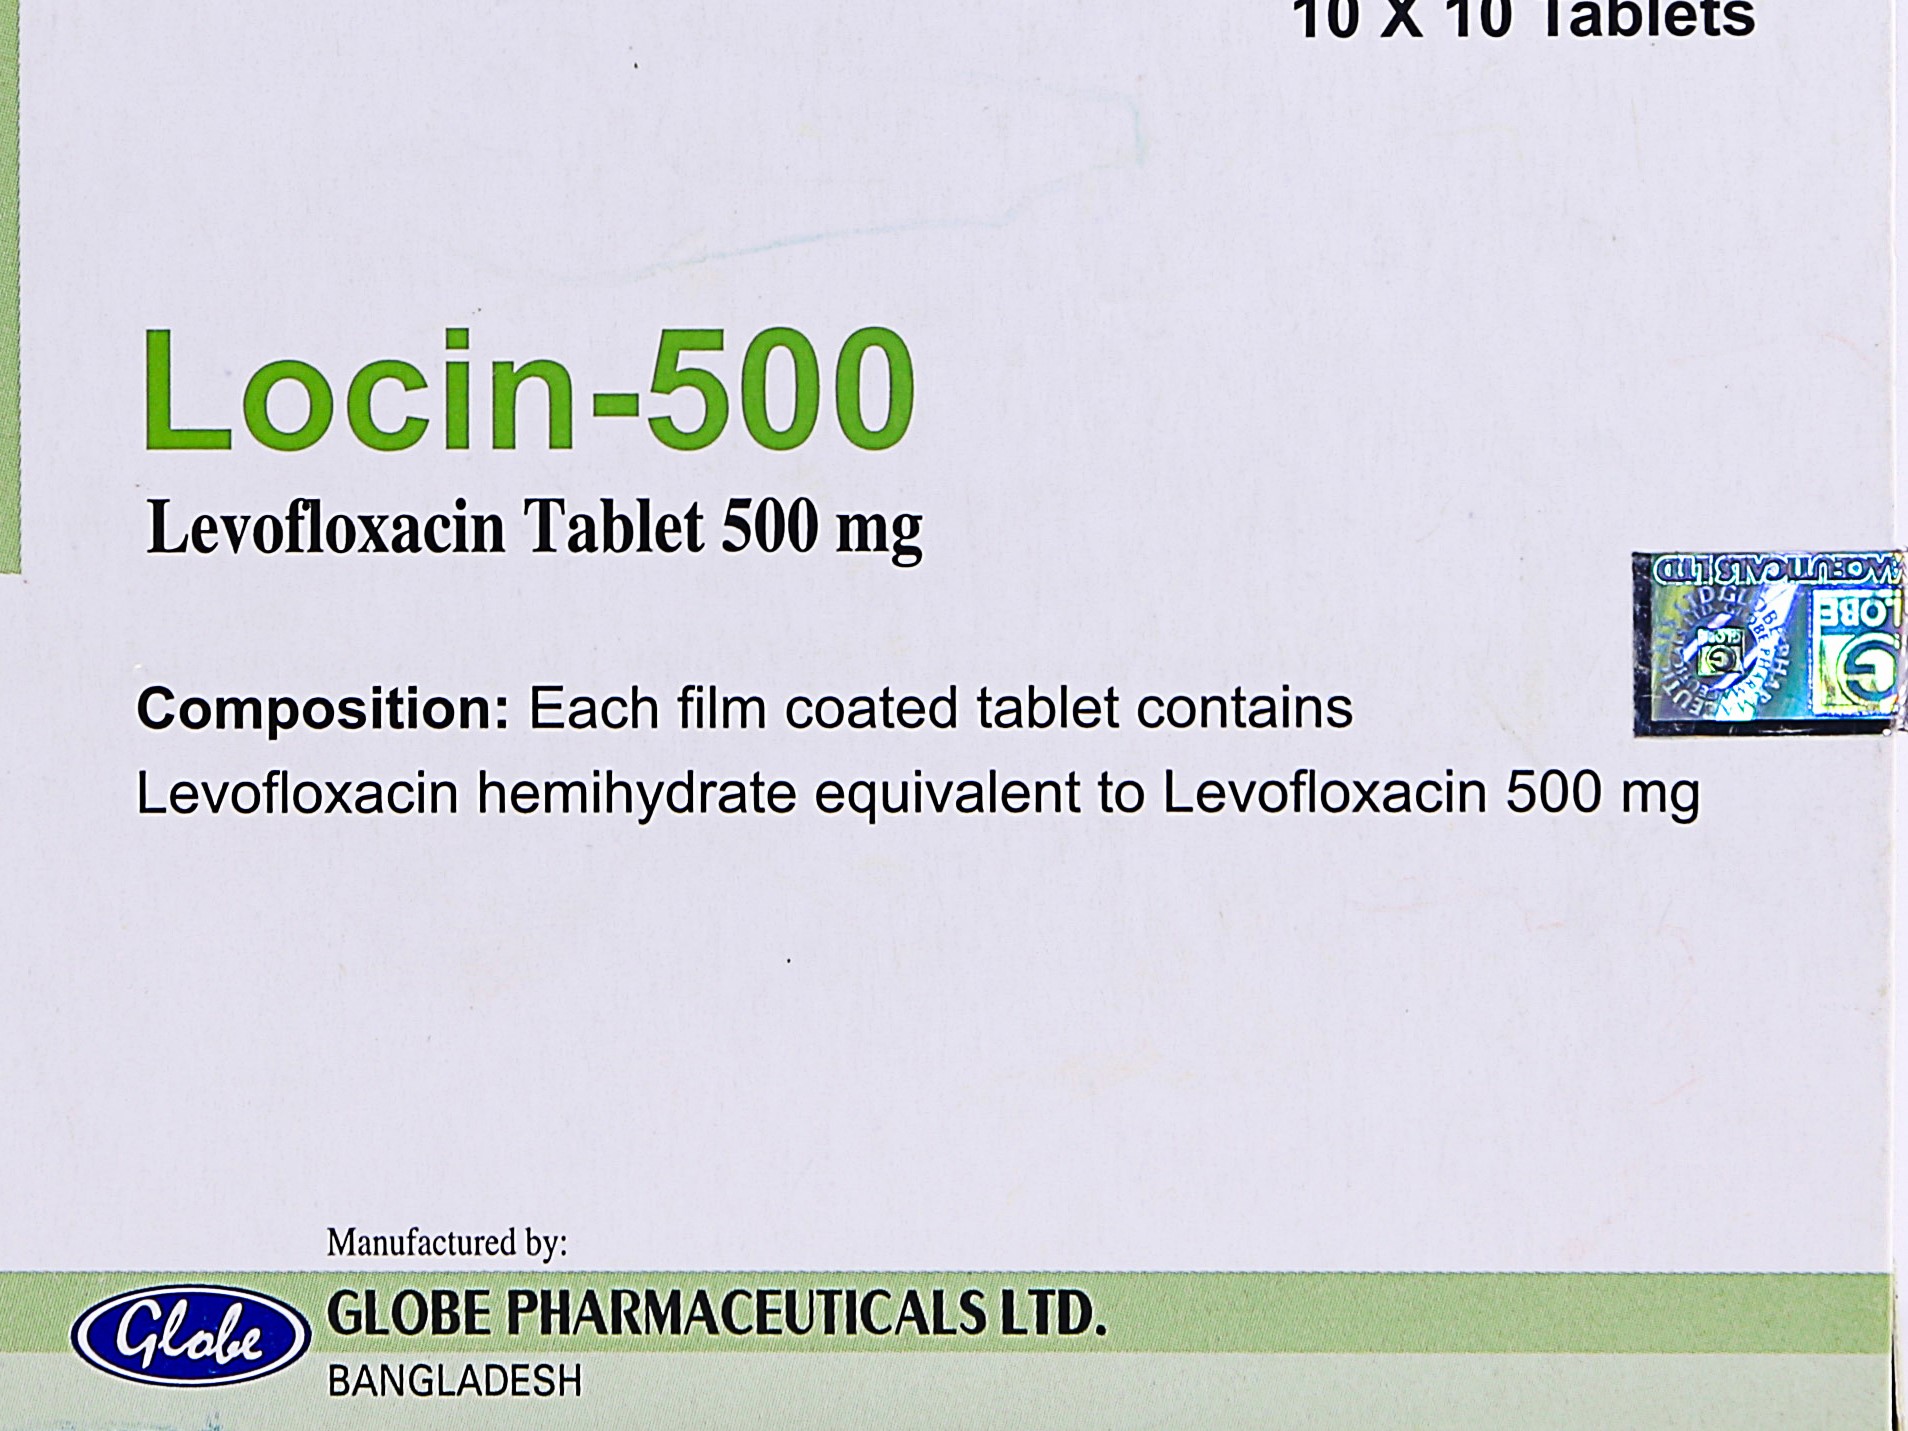 10 X 10 Tablets
Locin-500
Levofloxacin Tablet 500 mg
Composition: Each film coated tablet contains
Levofloxacin hemihydrate equivalent to Levofloxacin 500 mg
Manufactured by:
Globe
GLOBE PHARMACEUTICALS LTD.
BANGLADESH